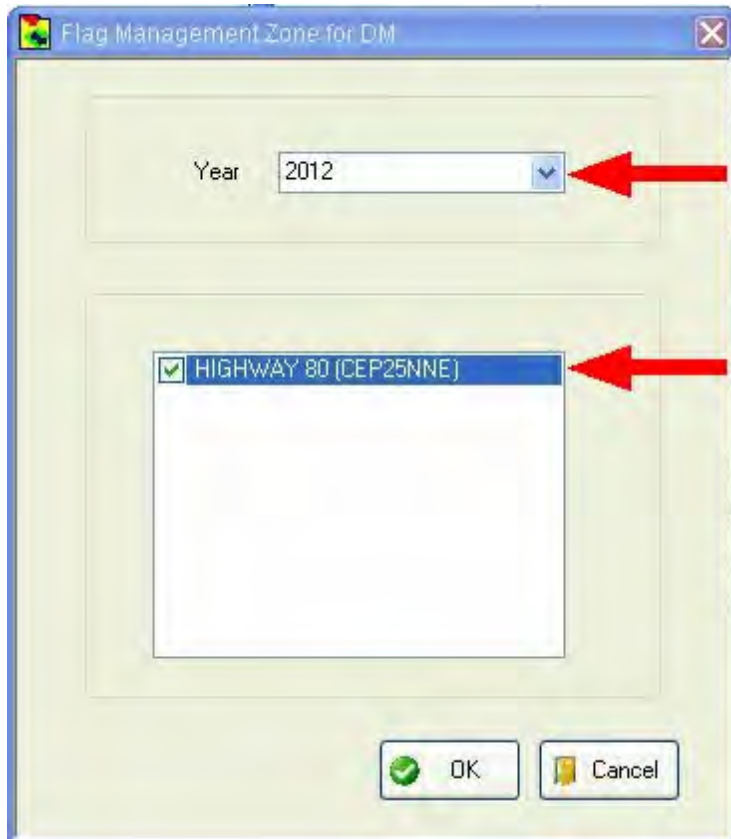 Flag Management Zone for DM
Year 2012
HIGHWAY 80 (CEP25NNE)
OK Cancel